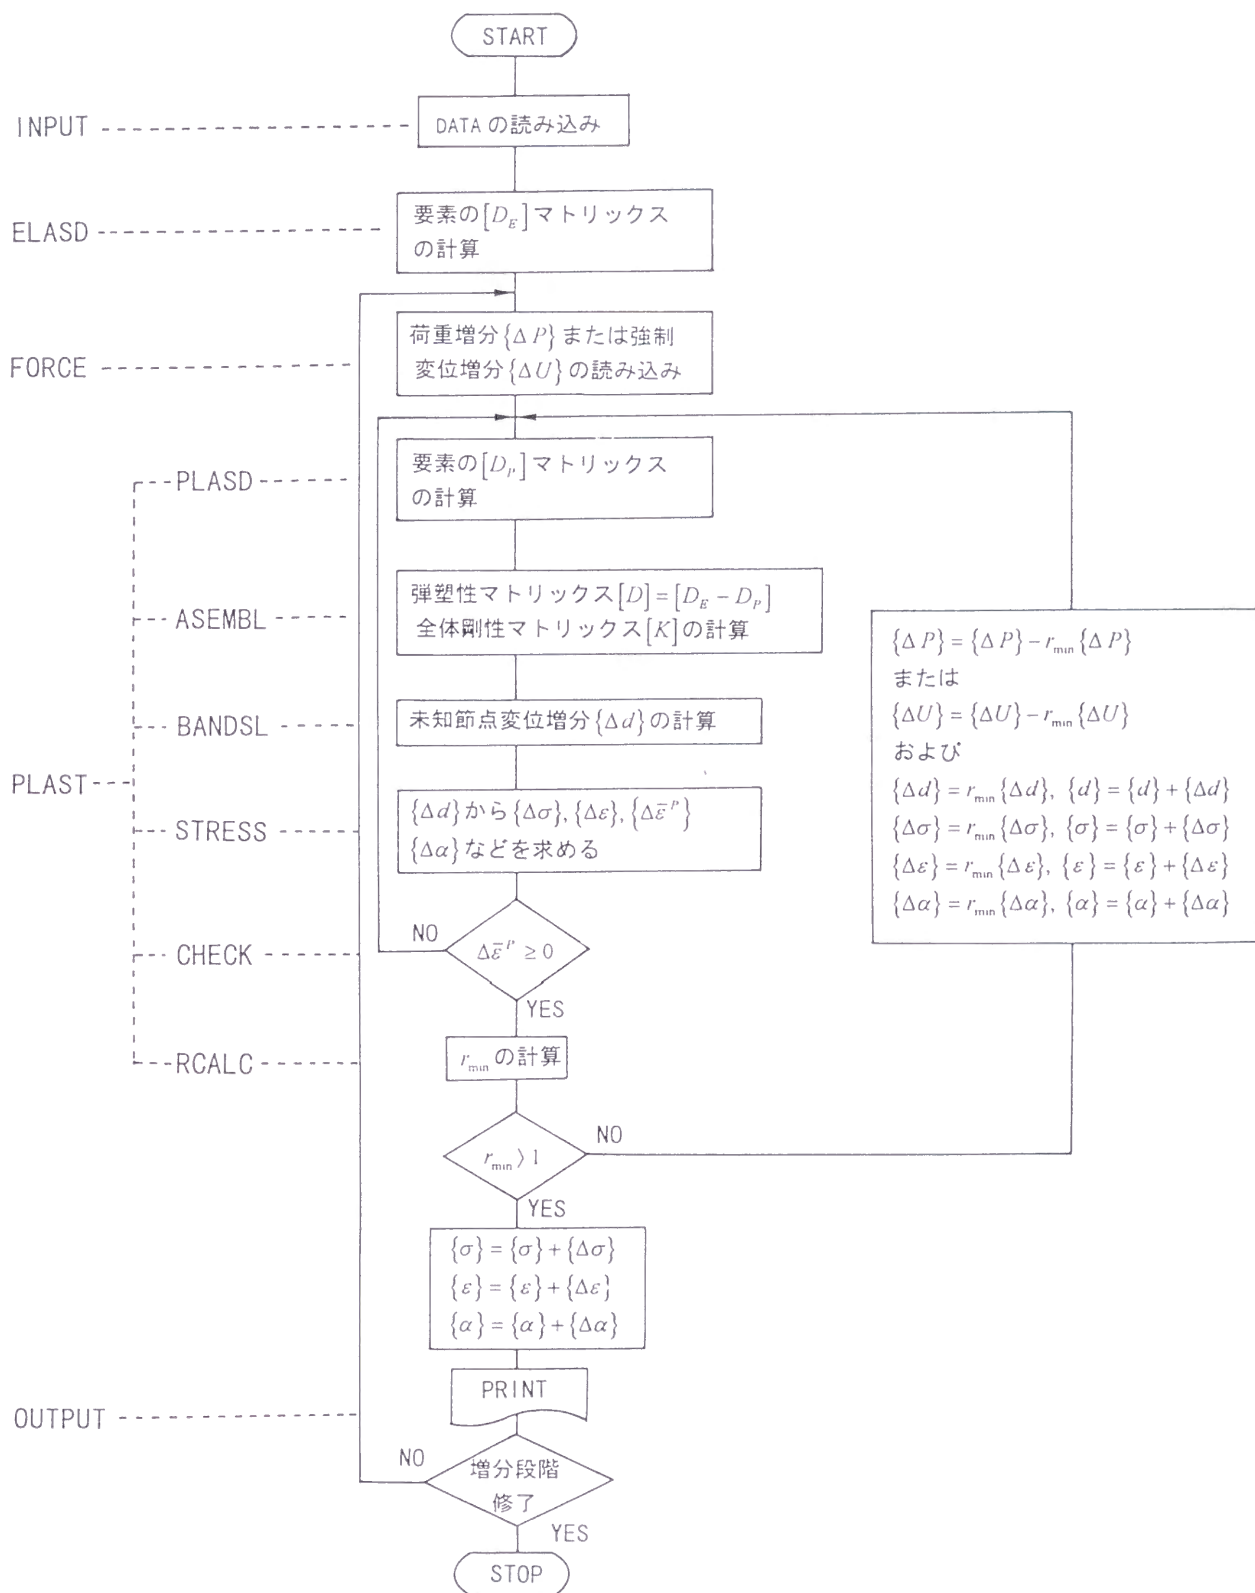 START
INPUT
DATAの読み込み
ELASD
要素の[D_E]マトリックス
の計算
FORCE
荷重増分{ΔP}または強制
変位増分{ΔU}の読み込み
PLASD
要素の[D_P]マトリックス
の計算
ASEMBL
弾塑性マトリックス[D]=[D_E−D_P]
全体剛性マトリックス[K]の計算
BANDSL
未知節点変位増分{Δd}の計算
PLAST
STRESS
{Δd}から{Δσ},{Δε},{Δε̄^P}
{Δα}などを求める
CHECK
NO
Δε̄^P ≥ 0
YES
RCALC
r_min の計算
r_min 〉1
NO
YES
{ΔP}={ΔP}−r_min{ΔP}
または
{ΔU}={ΔU}−r_min{ΔU}
および
{Δd}=r_min{Δd}, {d}={d}+{Δd}
{Δσ}=r_min{Δσ}, {σ}={σ}+{Δσ}
{Δε}=r_min{Δε}, {ε}={ε}+{Δε}
{Δα}=r_min{Δα}, {α}={α}+{Δα}
{σ}={σ}+{Δσ}
{ε}={ε}+{Δε}
{α}={α}+{Δα}
PRINT
OUTPUT
NO
増分段階
修了
YES
STOP